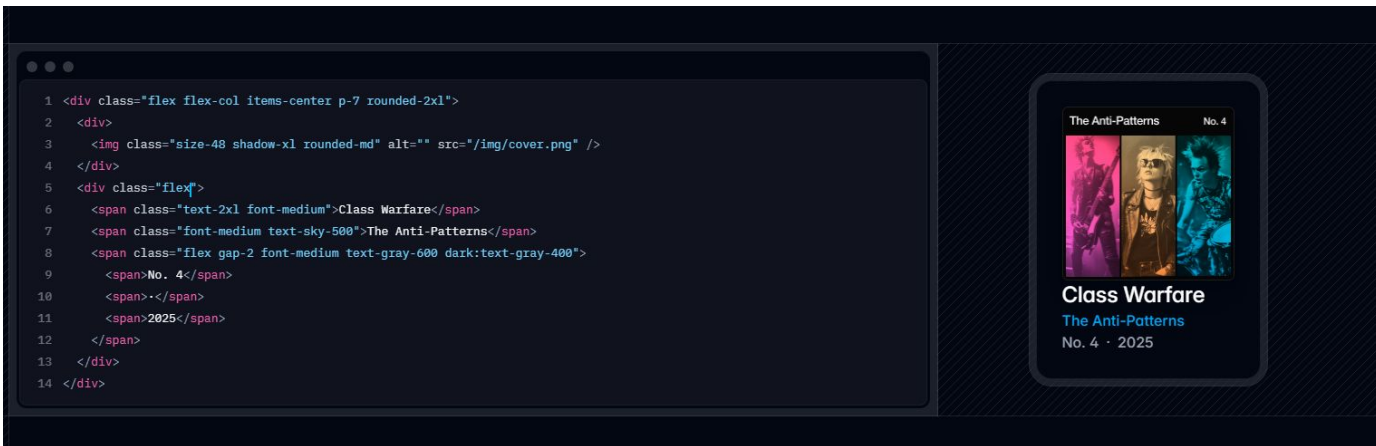 1 <div class="flex flex-col items-center p-7 rounded-2xl">
2 <div>
3 <img class="size-48 shadow-xl rounded-md" alt="" src="/img/cover.png" />
4 </div>
5 <div class="flex">
6 <span class="text-2xl font-medium">Class Warfare</span>
7 <span class="font-medium text-sky-500">The Anti-Patterns</span>
8 <span class="flex gap-2 font-medium text-gray-600 dark:text-gray-400">
9 <span>No. 4</span>
10 <span>·</span>
11 <span>2025</span>
12 </span>
13 </div>
14 </div>
The Anti-Patterns No. 4
Class Warfare
The Anti-Patterns
No. 4 · 2025